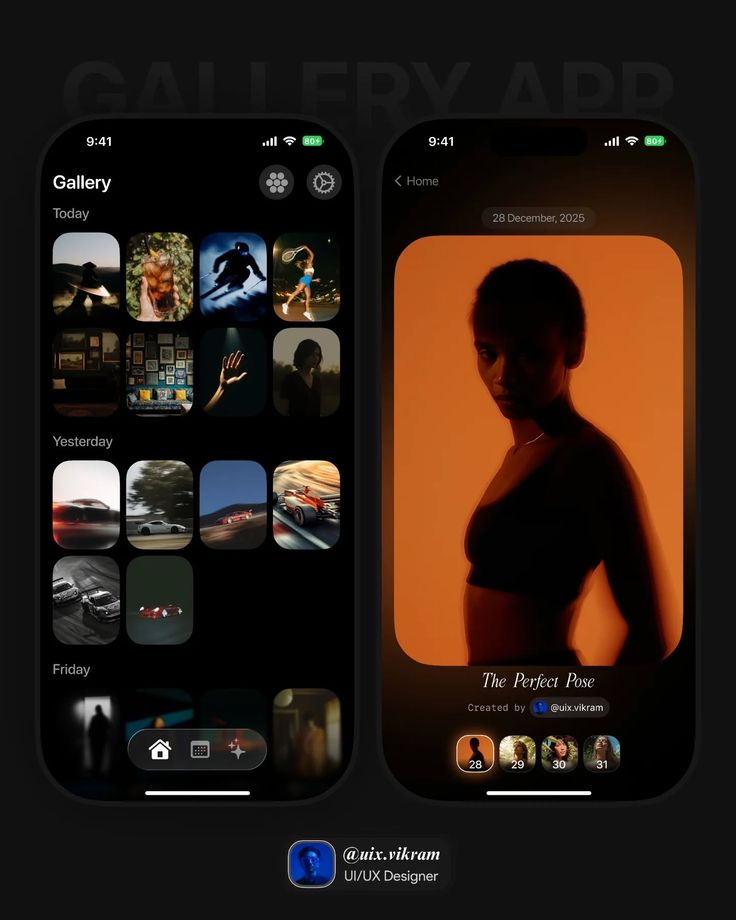 GALLERY APP
9:41
80
Gallery
Today
Yesterday
Friday
9:41
80
Home
28 December, 2025
The Perfect Pose
Created by @uix.vikram
28 29 30 31
@uix.vikram
UI/UX Designer